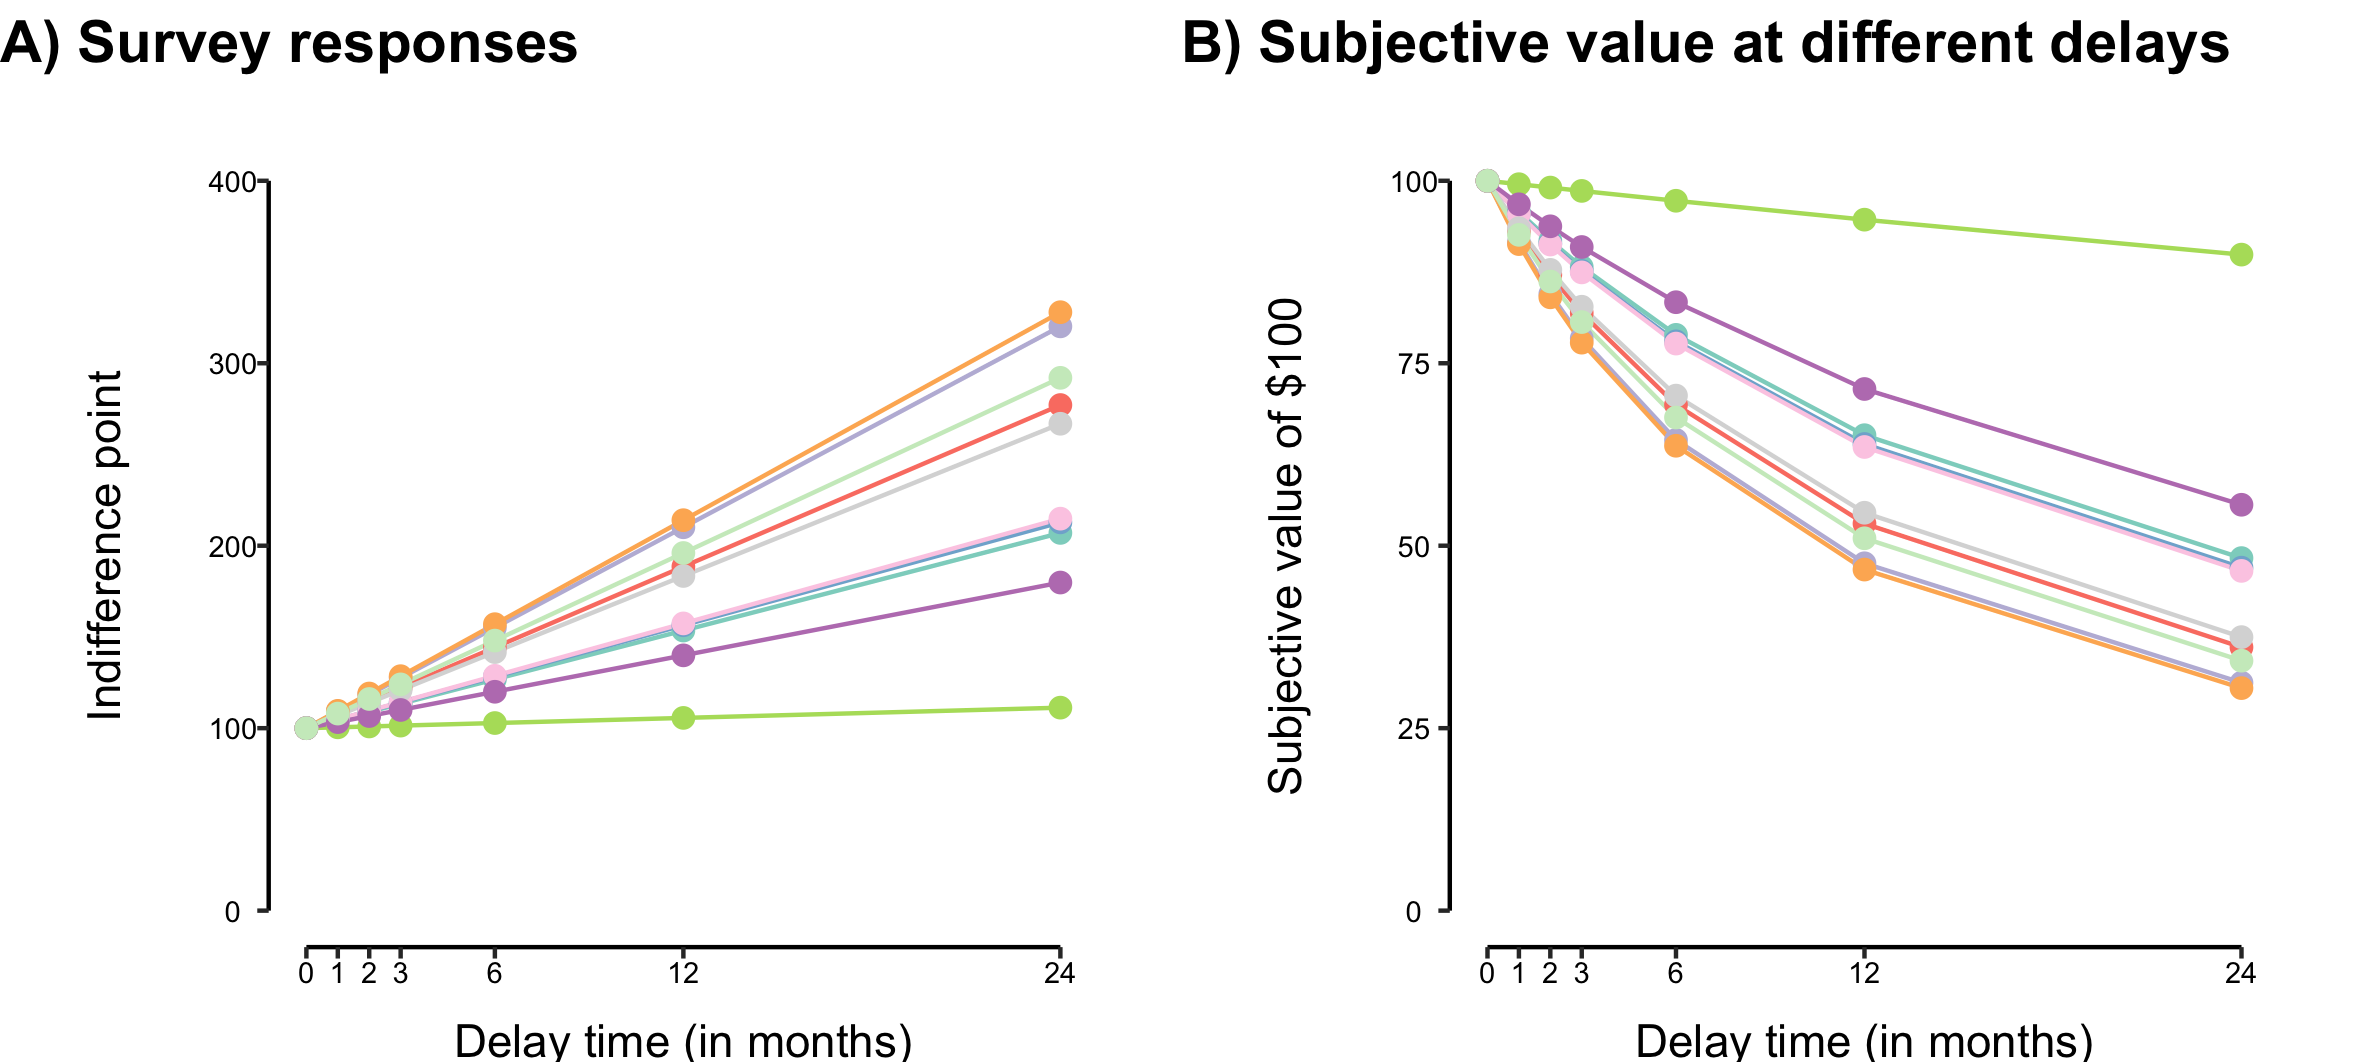 A) Survey responses
400
300
200
100
0
Indifference point
0 1 2 3 6 12 24
Delay time (in months)
B) Subjective value at different delays
100
75
50
25
0
Subjective value of $100
0 1 2 3 6 12 24
Delay time (in months)